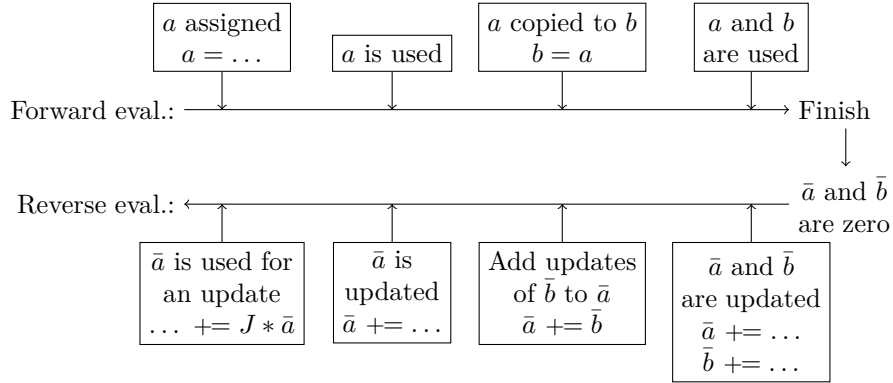 a assigned
a = …
a is used
a copied to b
b = a
a and b
are used
Forward eval.:
Finish
Reverse eval.:
ā and b̄
are zero
ā is used for
an update
… += J ∗ ā
ā is
updated
ā += …
Add updates
of b̄ to ā
ā += b̄
ā and b̄
are updated
ā += …
b̄ += …